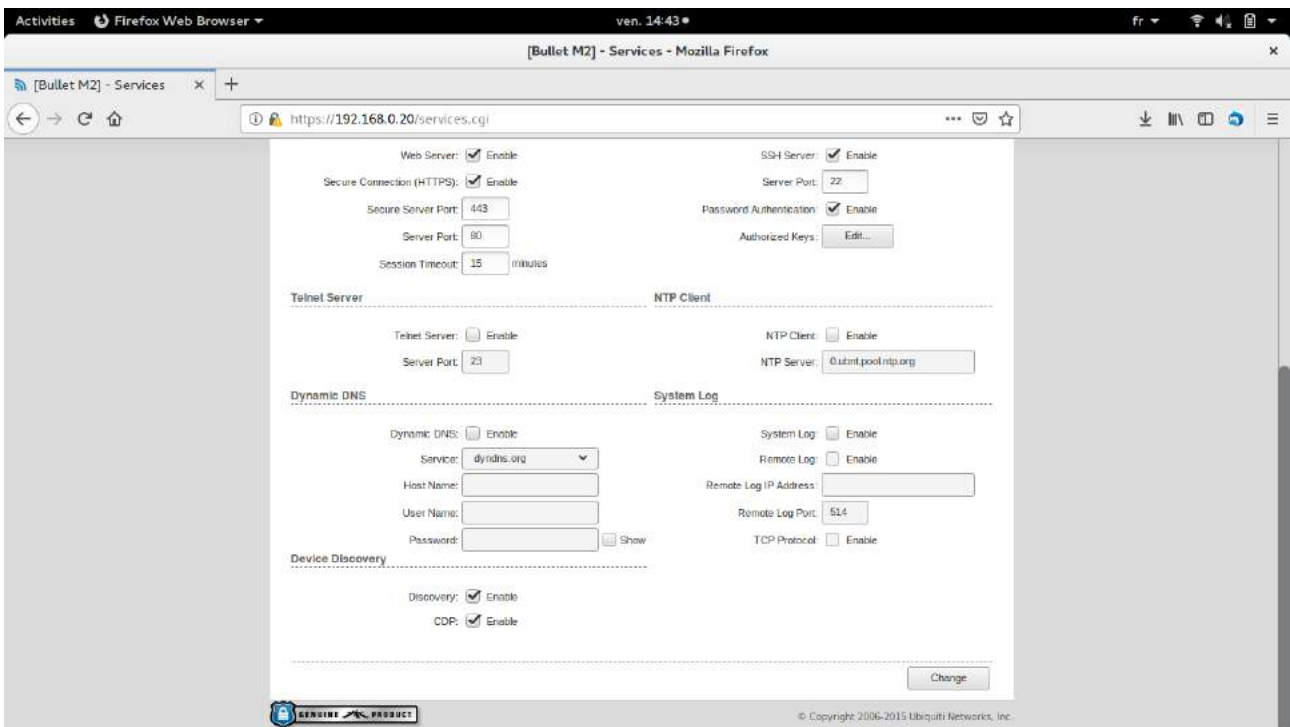 Activities Firefox Web Browser ven. 14:43 fr
[Bullet M2] - Services - Mozilla Firefox
[Bullet M2] - Services
https://192.168.0.20/services.cgi
Web Server: Enable SSH Server: Enable
Secure Connection (HTTPS): Enable Server Port: 22
Secure Server Port: 443 Password Authentication: Enable
Server Port: 80 Authorized Keys: Edit...
Session Timeout: 15 minutes
Telnet Server NTP Client
Telnet Server: Enable NTP Client: Enable
Server Port: 23 NTP Server: 0.ubnt.pool.ntp.org
Dynamic DNS System Log
Dynamic DNS: Enable System Log: Enable
Service: dyndns.org Remote Log: Enable
Host Name: Remote Log IP Address:
User Name: Remote Log Port: 514
Password: Show TCP Protocol: Enable
Device Discovery
Discovery: Enable
CDP: Enable
Change
GENUINE PRODUCT © Copyright 2006-2015 Ubiquiti Networks, Inc.